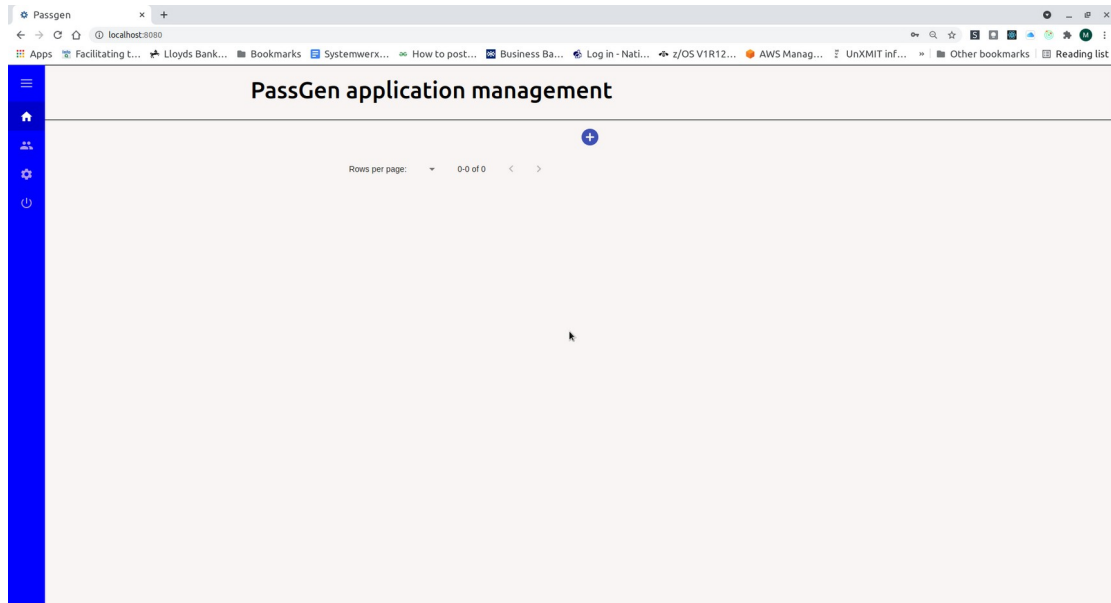 Passgen
localhost:8080
Apps Facilitating t... Lloyds Bank... Bookmarks Systemwerx... How to post... Business Ba... Log in - Nati... z/OS V1R12... AWS Manag... UnXMIT inf... » Other bookmarks Reading list
PassGen application management
Rows per page: 0-0 of 0